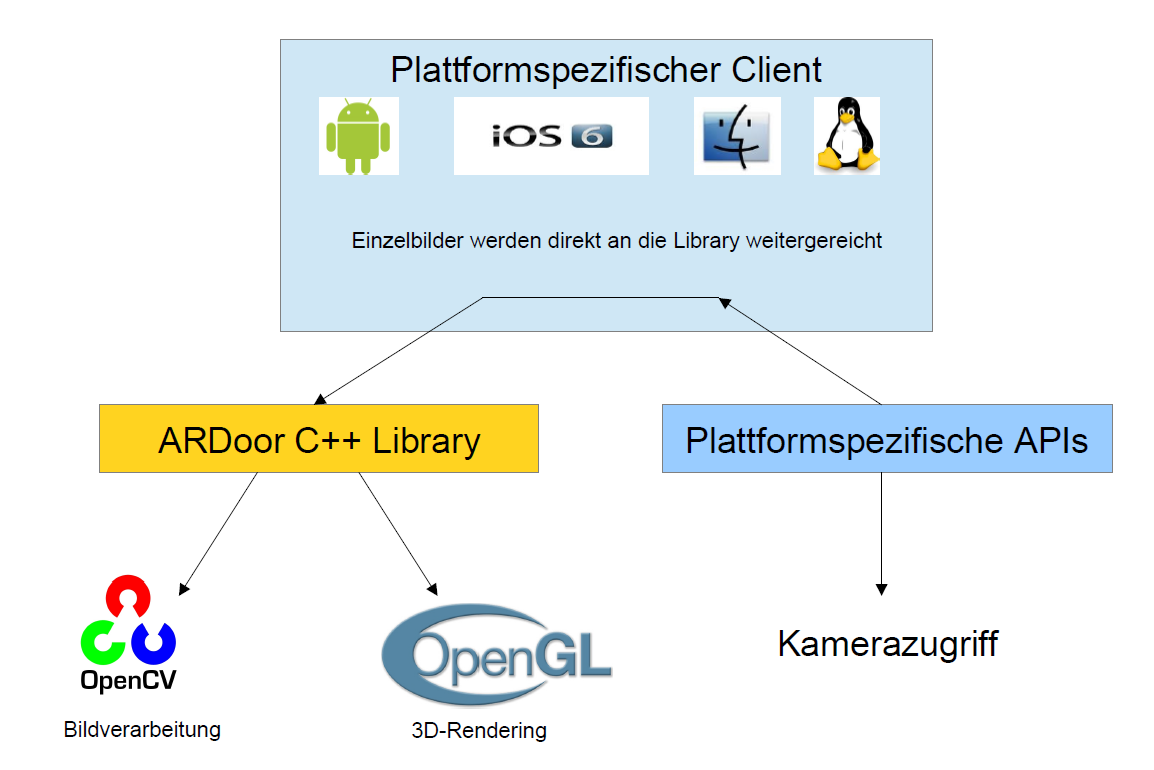 Plattformspezifischer Client
iOS 6
Einzelbilder werden direkt an die Library weitergereicht
ARDoor C++ Library
Plattformspezifische APIs
OpenCV
OpenGL
Kamerazugriff
Bildverarbeitung
3D-Rendering